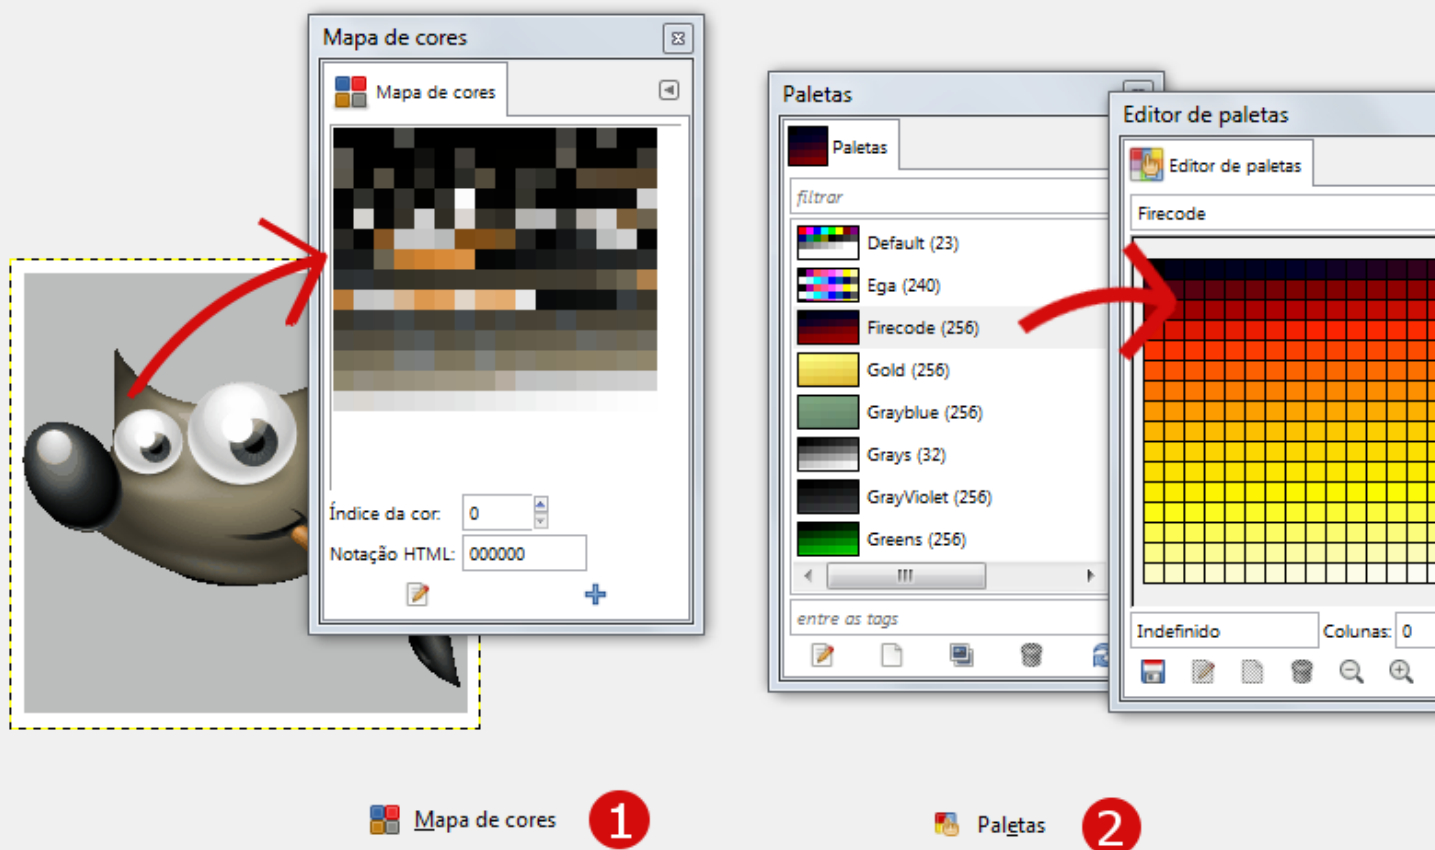 Mapa de cores
Mapa de cores
Índice da cor: 0
Notação HTML: 000000
Paletas
Paletas
filtrar
Default (23)
Ega (240)
Firecode (256)
Gold (256)
Grayblue (256)
Grays (32)
GrayViolet (256)
Greens (256)
entre as tags
Editor de paletas
Editor de paletas
Firecode
Indefinido Colunas: 0
Mapa de cores 1
Paletas 2